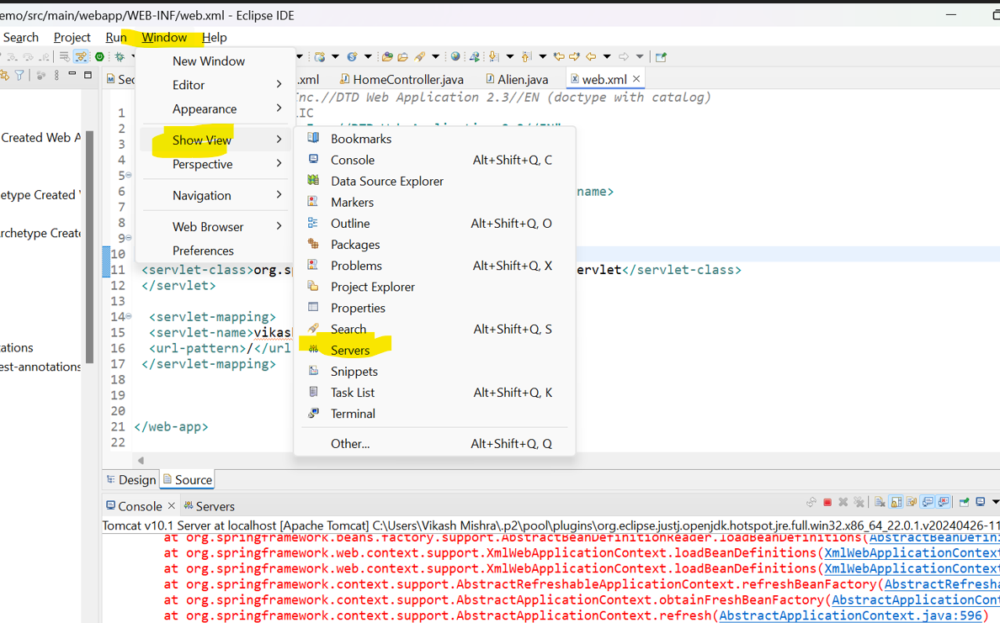 emo/src/main/webapp/WEB-INF/web.xml - Eclipse IDE
Search Project Run Window Help
New Window
Editor
Appearance
Show View
Perspective
Navigation
Web Browser
Preferences
Bookmarks
Console Alt+Shift+Q, C
Data Source Explorer
Markers
Outline Alt+Shift+Q, O
Packages
Problems Alt+Shift+Q, X
Project Explorer
Properties
Search Alt+Shift+Q, S
Servers
Snippets
Task List Alt+Shift+Q, K
Terminal
Other... Alt+Shift+Q, Q
Sec .xml HomeController.java Alien.java web.xml
Inc.//DTD Web Application 2.3//EN (doctype with catalog)
Created Web A
etype Created
rchetype Create
ations
est-annotations
1 LIC
2
3
4
5
6 name>
7
8
9
10
11 <servlet-class>org.s ervlet</servlet-class>
12 </servlet>
13
14 <servlet-mapping>
15 <servlet-name>vikas
16 <url-pattern>/</url
17 </servlet-mapping>
18
19
20
21 </web-app>
22
Design Source
Console Servers
Tomcat v10.1 Server at localhost [Apache Tomcat] C:\Users\Vikash Mishra\.p2\pool\plugins\org.eclipse.justj.openjdk.hotspot.jre.full.win32.x86_64_22.0.1.v20240426-11
at org.springframework.beans.factory.support.AbstractBeanDefinitionReader.loadBeanDefinitions(AbstractBeanDefini
at org.springframework.web.context.support.XmlWebApplicationContext.loadBeanDefinitions(XmlWebApplicationContext
at org.springframework.web.context.support.XmlWebApplicationContext.loadBeanDefinitions(XmlWebApplicationContext
at org.springframework.context.support.AbstractRefreshableApplicationContext.refreshBeanFactory(AbstractRefresha
at org.springframework.context.support.AbstractApplicationContext.obtainFreshBeanFactory(AbstractApplicationCont
at org.springframework.context.support.AbstractApplicationContext.refresh(AbstractApplicationContext.java:596)